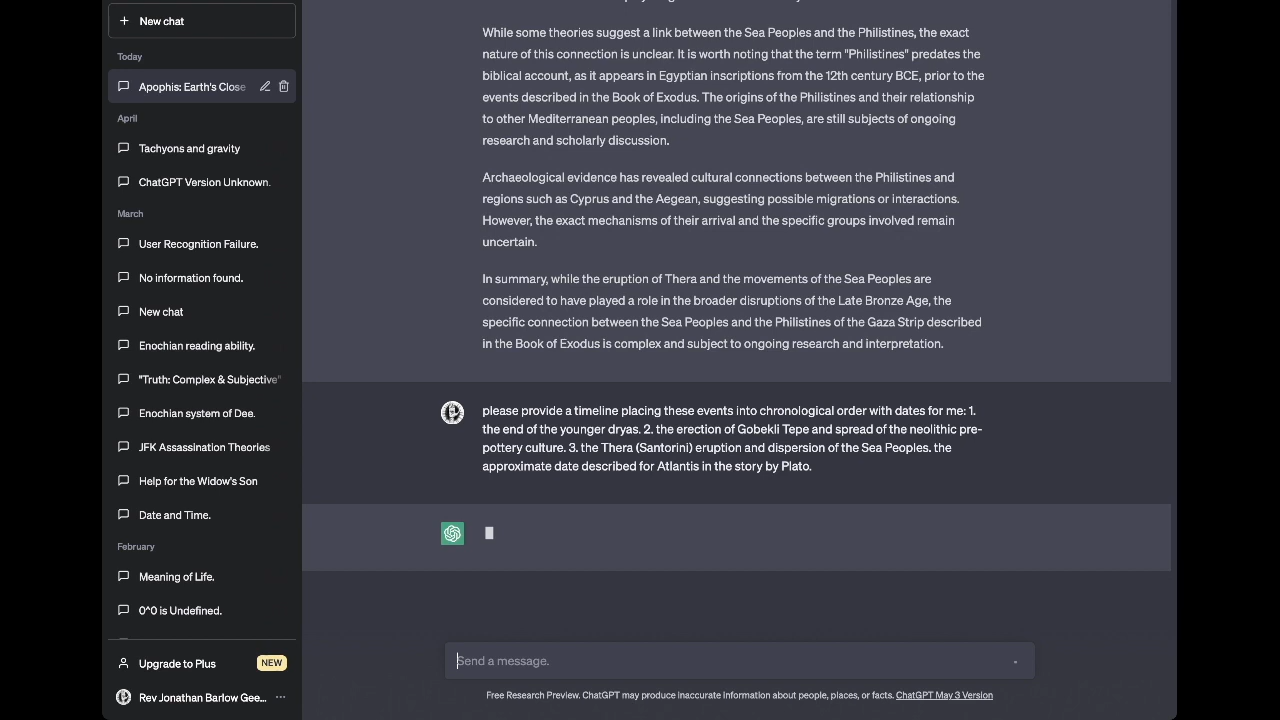 New chat
Today
Apophis: Earth's Close
April
Tachyons and gravity
ChatGPT Version Unknown.
March
User Recognition Failure.
No information found.
New chat
Enochian reading ability.
"Truth: Complex & Subjective"
Enochian system of Dee.
JFK Assassination Theories
Help for the Widow's Son
Date and Time.
February
Meaning of Life.
0^0 is Undefined.
Upgrade to Plus NEW
Rev Jonathan Barlow Gee...
While some theories suggest a link between the Sea Peoples and the Philistines, the exact
nature of this connection is unclear. It is worth noting that the term "Philistines" predates the
biblical account, as it appears in Egyptian inscriptions from the 12th century BCE, prior to the
events described in the Book of Exodus. The origins of the Philistines and their relationship
to other Mediterranean peoples, including the Sea Peoples, are still subjects of ongoing
research and scholarly discussion.
Archaeological evidence has revealed cultural connections between the Philistines and
regions such as Cyprus and the Aegean, suggesting possible migrations or interactions.
However, the exact mechanisms of their arrival and the specific groups involved remain
uncertain.
In summary, while the eruption of Thera and the movements of the Sea Peoples are
considered to have played a role in the broader disruptions of the Late Bronze Age, the
specific connection between the Sea Peoples and the Philistines of the Gaza Strip described
in the Book of Exodus is complex and subject to ongoing research and interpretation.
please provide a timeline placing these events into chronological order with dates for me: 1.
the end of the younger dryas. 2. the erection of Gobekli Tepe and spread of the neolithic pre-
pottery culture. 3. the Thera (Santorini) eruption and dispersion of the Sea Peoples. the
approximate date described for Atlantis in the story by Plato.
Send a message.
Free Research Preview. ChatGPT may produce inaccurate information about people, places, or facts. ChatGPT May 3 Version